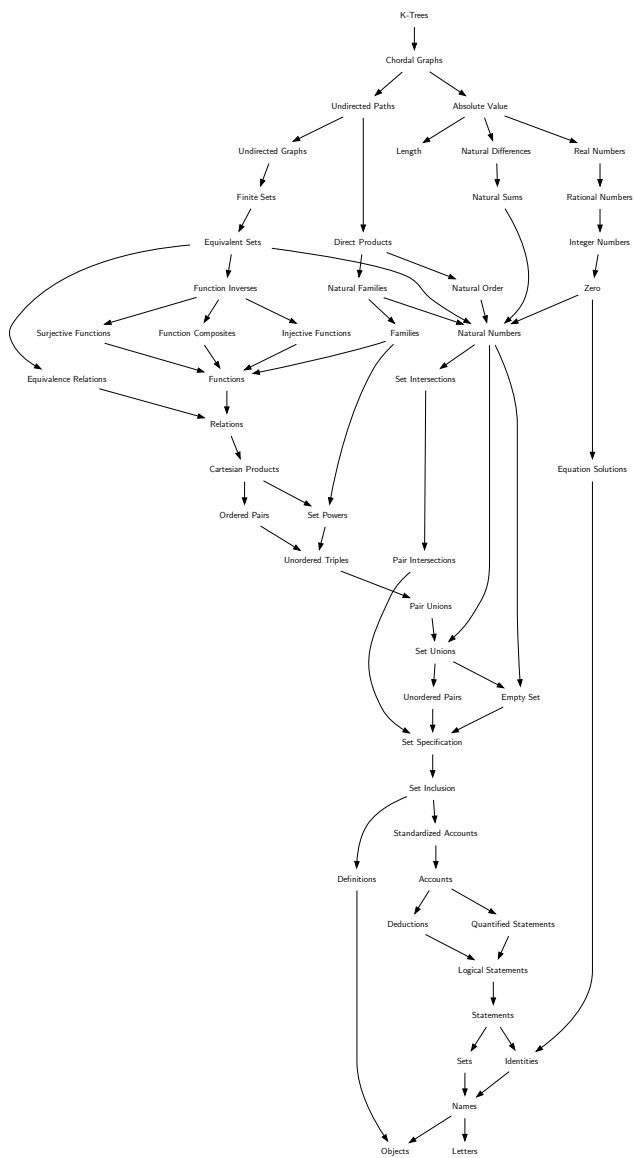 K-Trees
Chordal Graphs
Undirected Paths
Absolute Value
Undirected Graphs
Length
Natural Differences
Real Numbers
Finite Sets
Natural Sums
Rational Numbers
Equivalent Sets
Direct Products
Integer Numbers
Function Inverses
Natural Families
Natural Order
Zero
Surjective Functions
Function Composites
Injective Functions
Families
Natural Numbers
Equivalence Relations
Functions
Set Intersections
Relations
Cartesian Products
Equation Solutions
Ordered Pairs
Set Powers
Unordered Triples
Pair Intersections
Pair Unions
Set Unions
Unordered Pairs
Empty Set
Set Specification
Set Inclusion
Standardized Accounts
Definitions
Accounts
Deductions
Quantified Statements
Logical Statements
Statements
Sets
Identities
Names
Objects
Letters